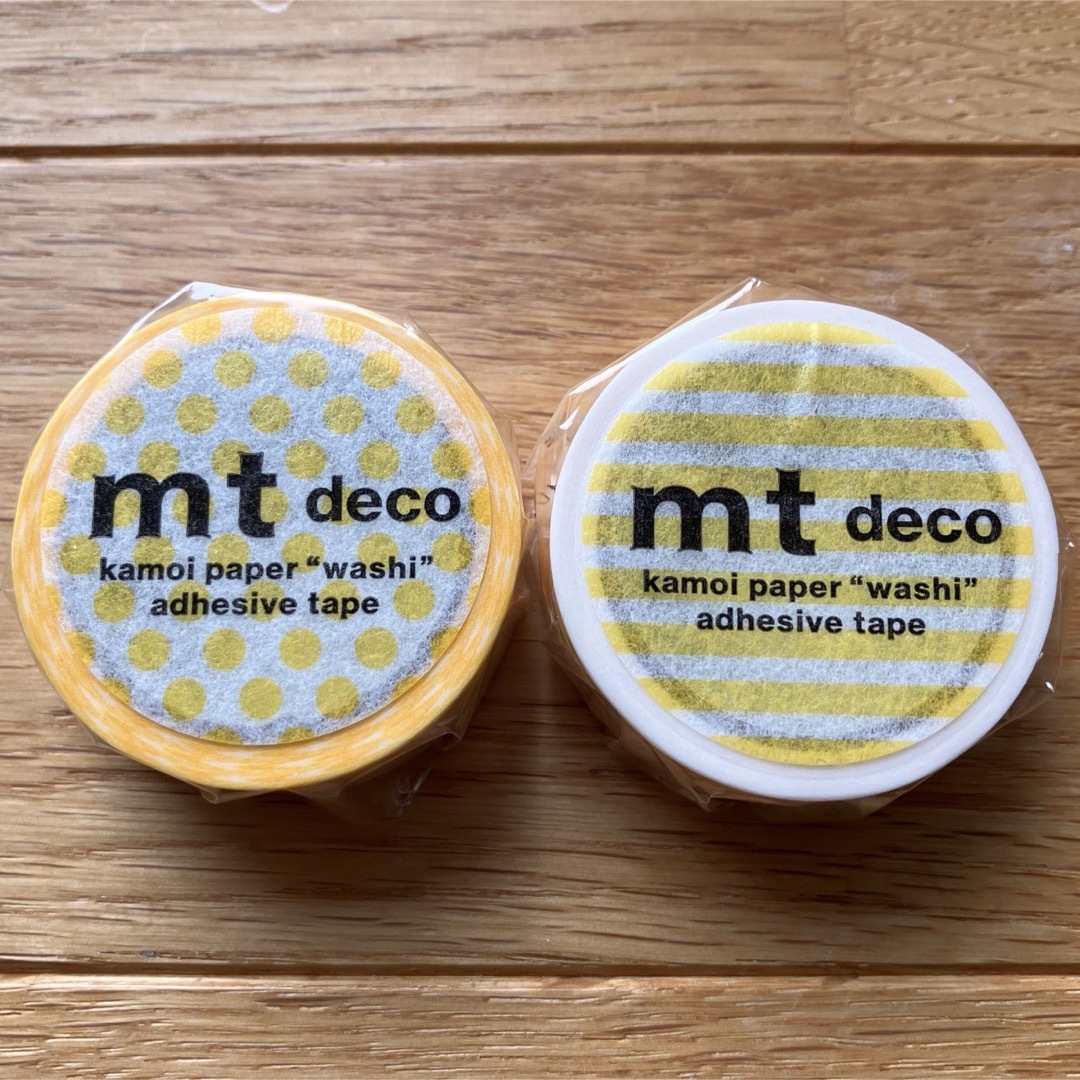 mt deco
kamoi paper “washi”
adhesive tape
mt deco
kamoi paper “washi”
adhesive tape